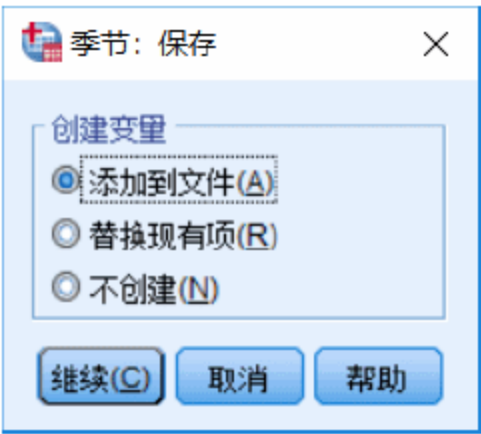 季节：保存
创建变量
添加到文件(A)
替换现有项(R)
不创建(N)
继续(C) 取消 帮助